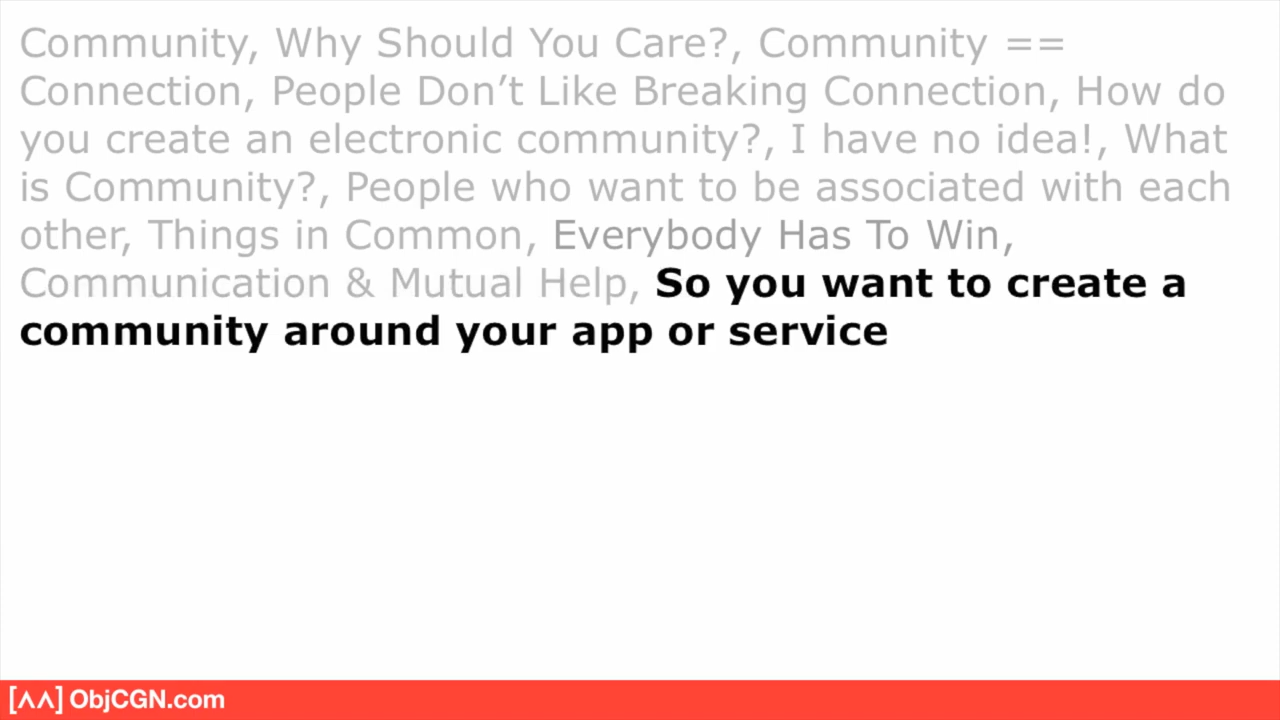 Community, Why Should You Care?, Community ==
Connection, People Don’t Like Breaking Connection, How do
you create an electronic community?, I have no idea!, What
is Community?, People who want to be associated with each
other, Things in Common, Everybody Has To Win,
Communication & Mutual Help, So you want to create a
community around your app or service
[ʌʌ] ObjCGN.com